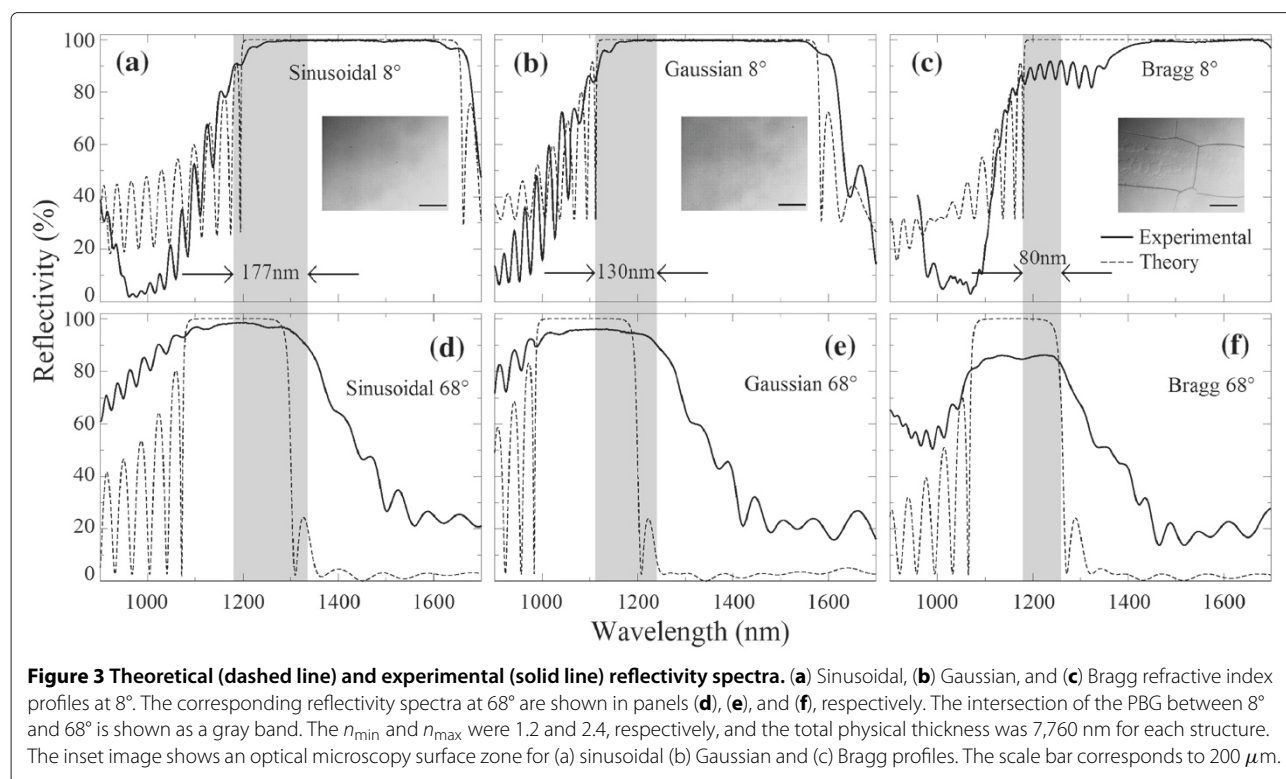 100
80
60
40
20
0
(a)
Sinusoidal 8°
177nm
(b)
Gaussian 8°
130nm
(c)
Bragg 8°
Experimental
Theory
80nm
100
80
60
40
20
0
Reflectivity (%)
(d)
Sinusoidal 68°
(e)
Gaussian 68°
(f)
Bragg 68°
1000 1200 1400 1600
1000 1200 1400 1600
1000 1200 1400 1600
Wavelength (nm)
Figure 3 Theoretical (dashed line) and experimental (solid line) reflectivity spectra. (a) Sinusoidal, (b) Gaussian, and (c) Bragg refractive index
profiles at 8°. The corresponding reflectivity spectra at 68° are shown in panels (d), (e), and (f), respectively. The intersection of the PBG between 8°
and 68° is shown as a gray band. The nmin and nmax were 1.2 and 2.4, respectively, and the total physical thickness was 7,760 nm for each structure.
The inset image shows an optical microscopy surface zone for (a) sinusoidal (b) Gaussian and (c) Bragg profiles. The scale bar corresponds to 200 μm.